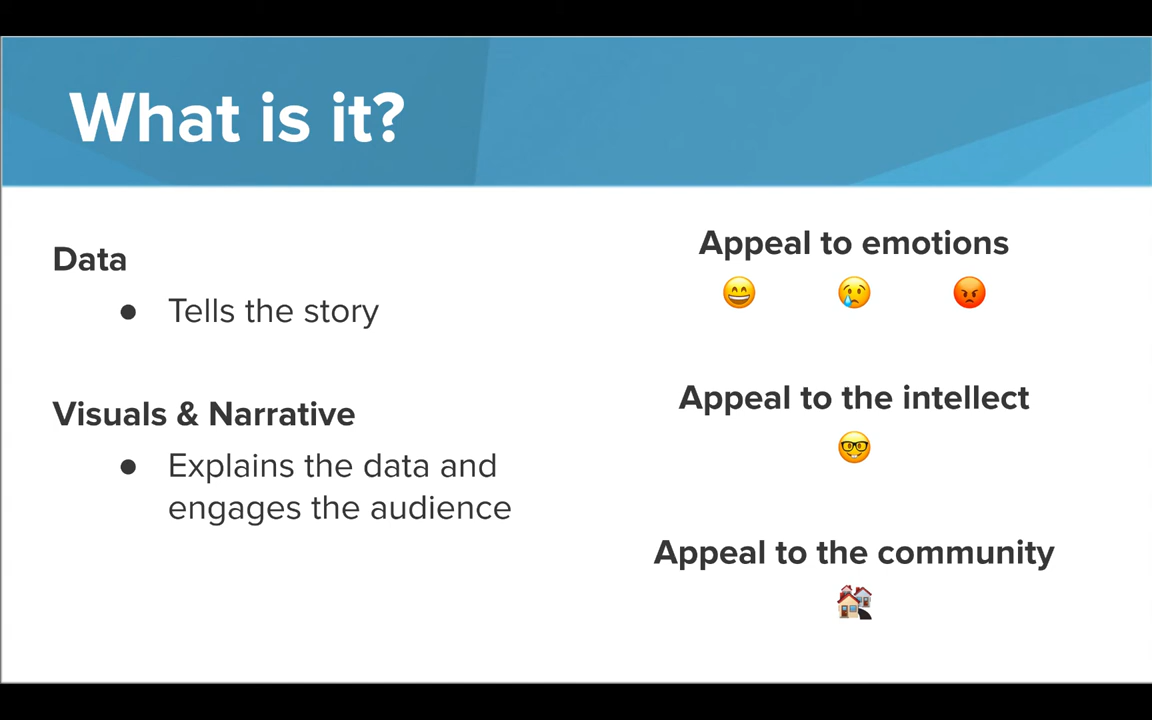 What is it?
Data
● Tells the story
Visuals & Narrative
● Explains the data and
engages the audience
Appeal to emotions
😄 😢 😡
Appeal to the intellect
🤓
Appeal to the community
🏘️